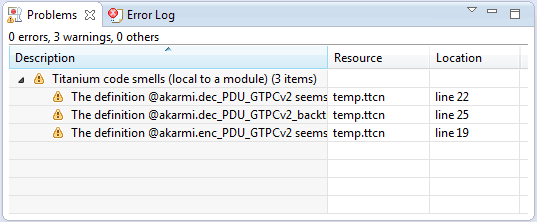 Problems Error Log
0 errors, 3 warnings, 0 others
Description Resource Location
Titanium code smells (local to a module) (3 items)
The definition @akarmi.dec_PDU_GTPCv2 seems temp.ttcn line 22
The definition @akarmi.dec_PDU_GTPCv2_backt temp.ttcn line 25
The definition @akarmi.enc_PDU_GTPCv2 seems temp.ttcn line 19